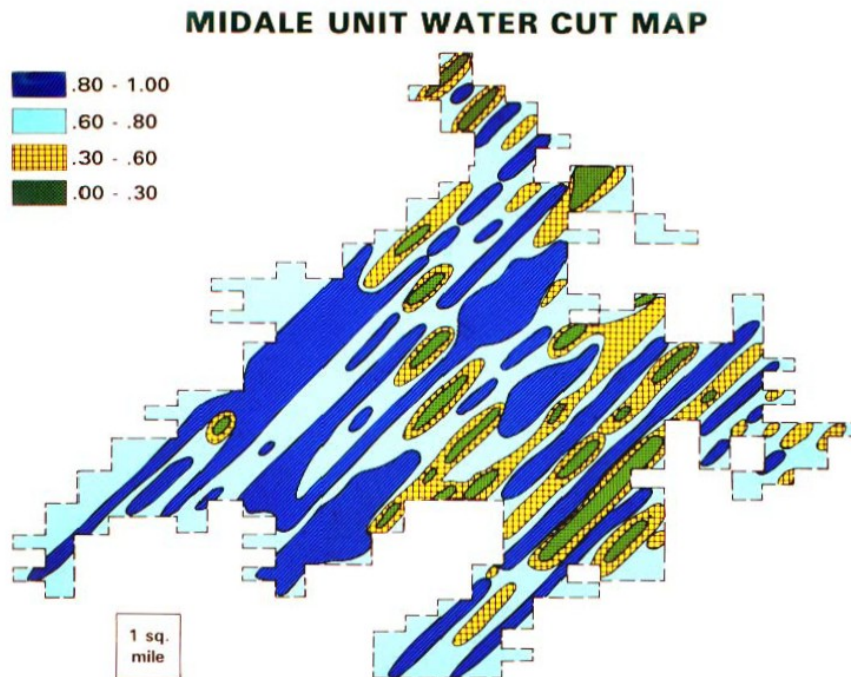 MIDALE UNIT WATER CUT MAP
.80 - 1.00
.60 - .80
.30 - .60
.00 - .30
1 sq.
mile